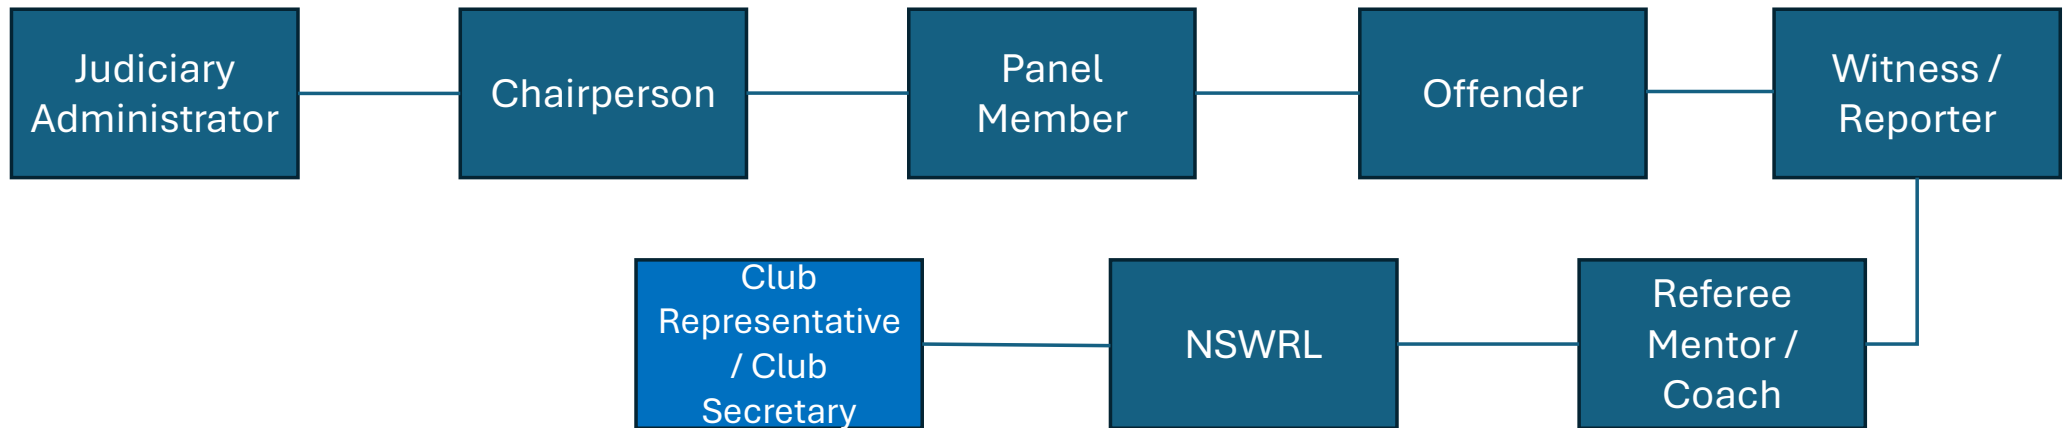 Judiciary
Administrator
Chairperson
Panel
Member
Offender
Witness /
Reporter
Club
Representative
/ Club
Secretary
NSWRL
Referee
Mentor /
Coach